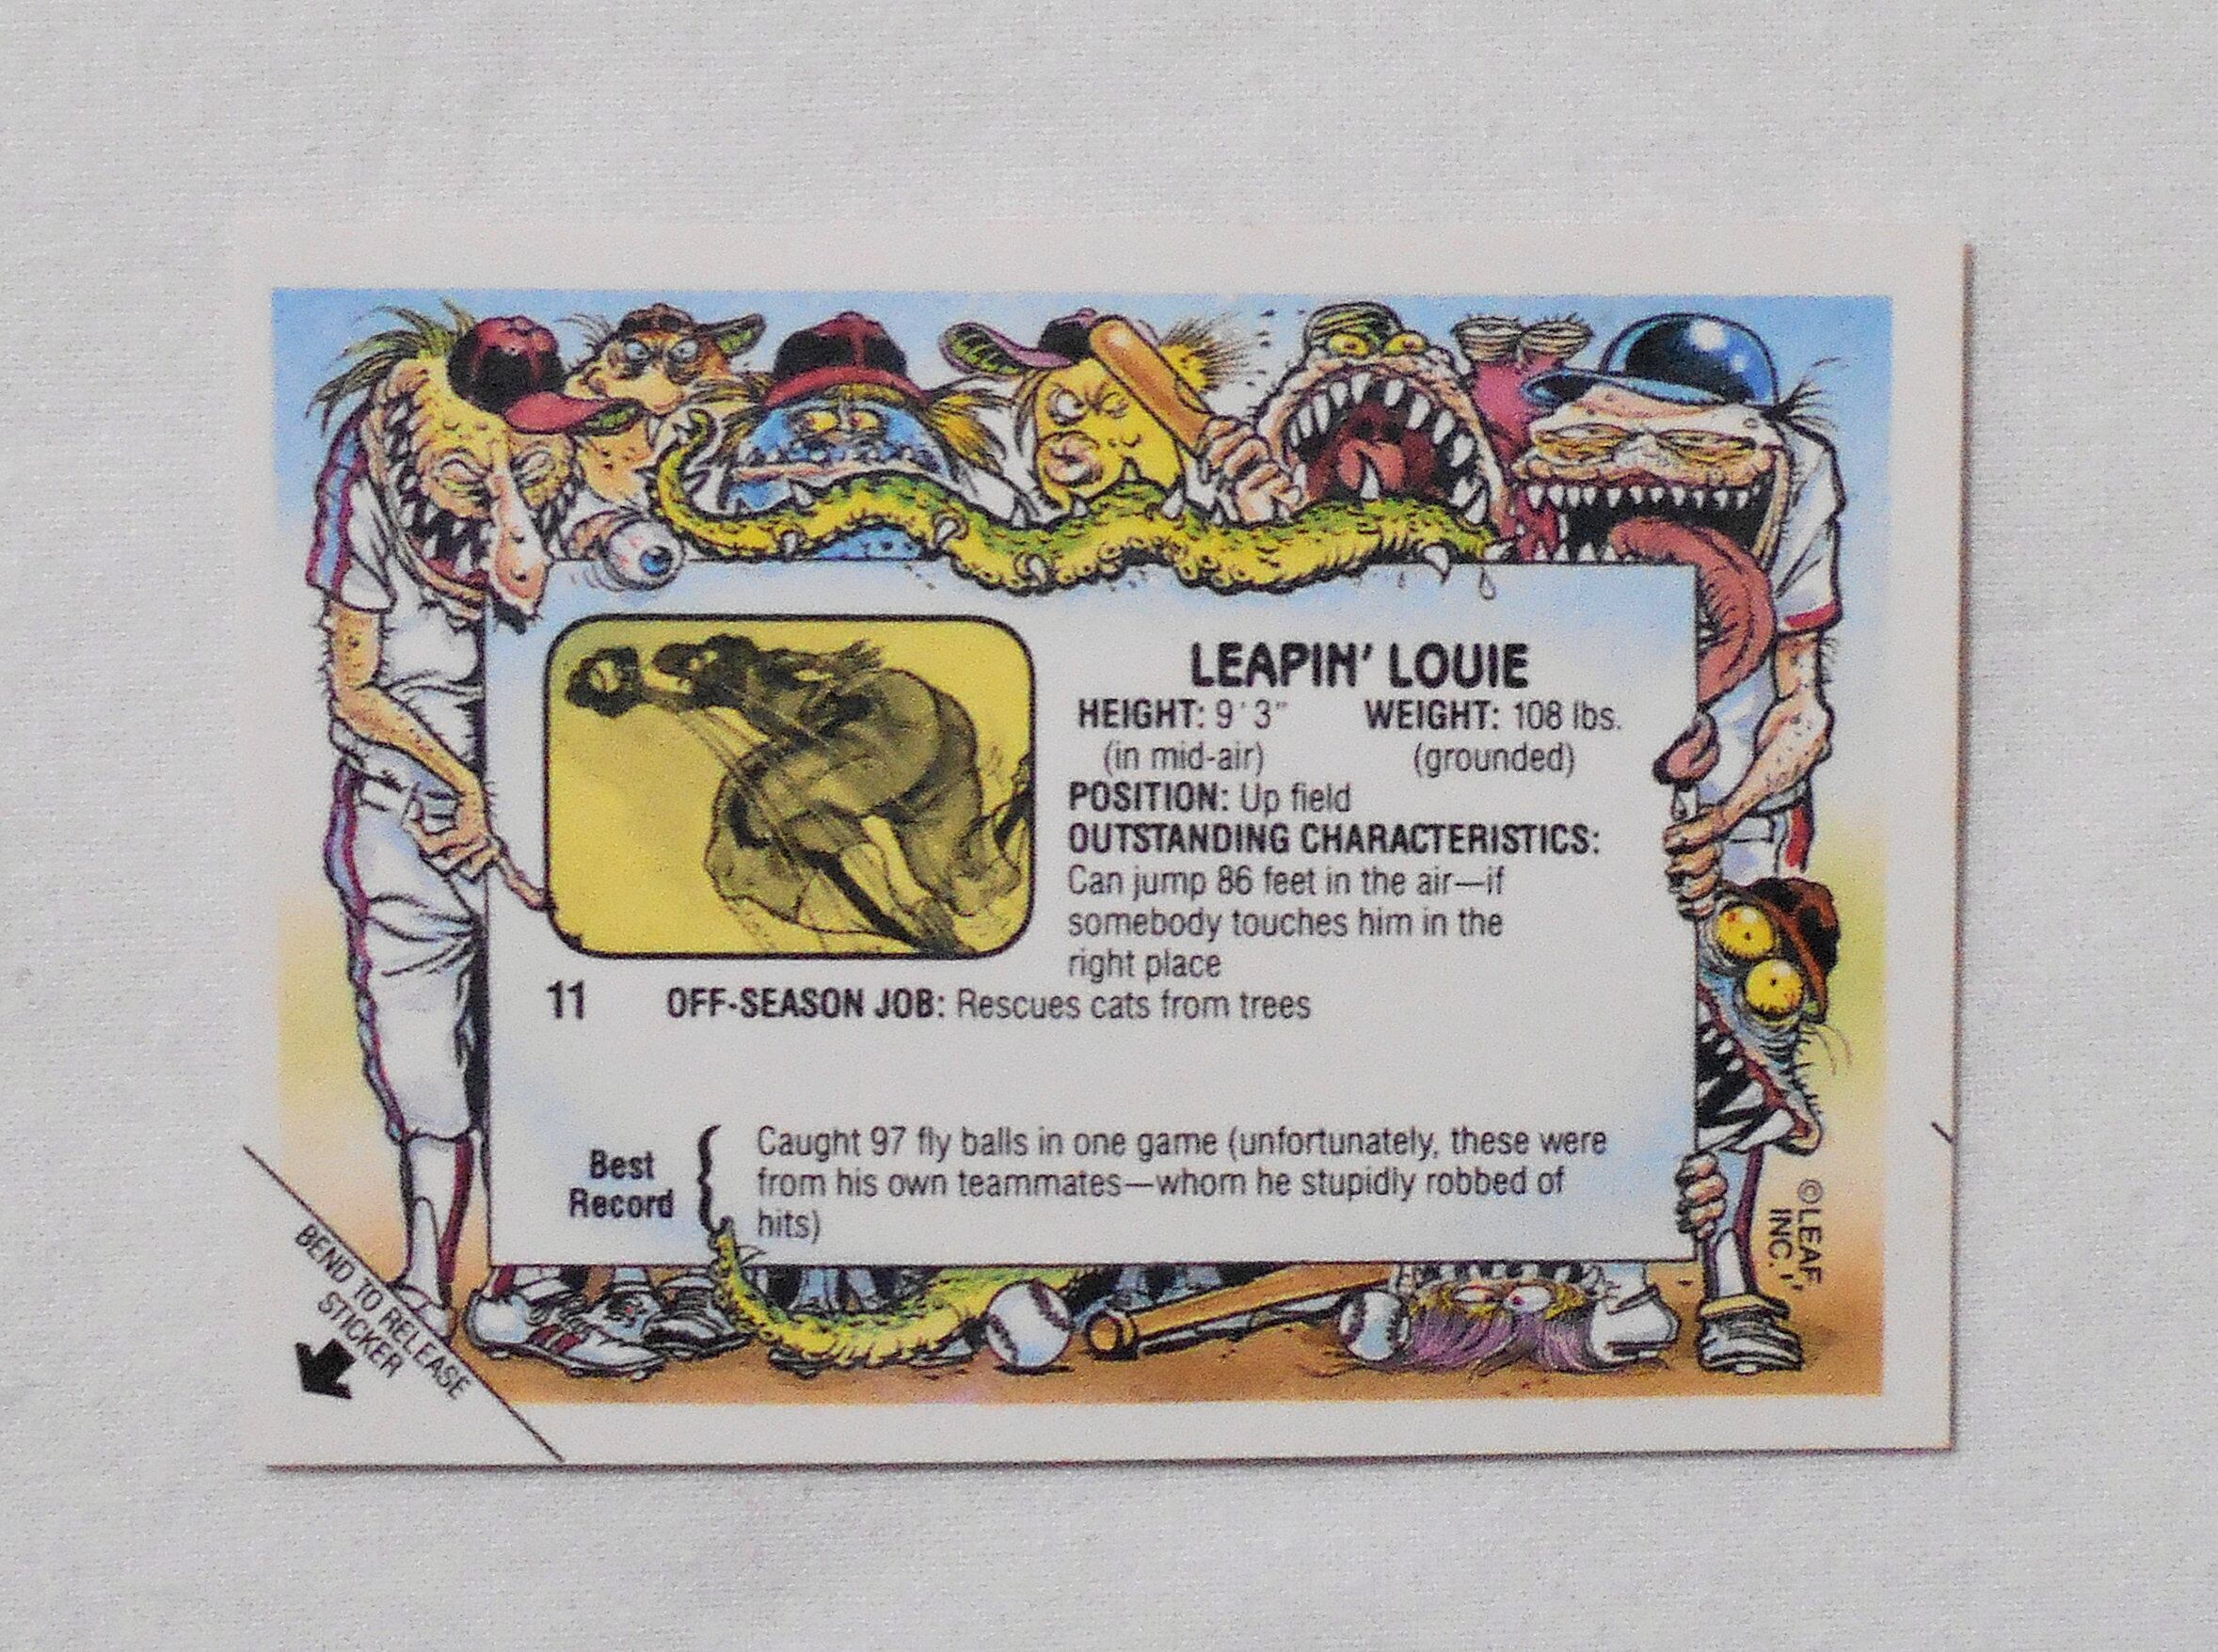 LEAPIN' LOUIE
HEIGHT: 9'3" WEIGHT: 108 lbs.
(in mid-air) (grounded)
POSITION: Up field
OUTSTANDING CHARACTERISTICS:
Can jump 86 feet in the air—if
somebody touches him in the
right place
11 OFF-SEASON JOB: Rescues cats from trees
Best
Record
Caught 97 fly balls in one game (unfortunately, these were
from his own teammates—whom he stupidly robbed of
hits)
©LEAF,
INC.
BEND TO RELEASE
STICKER